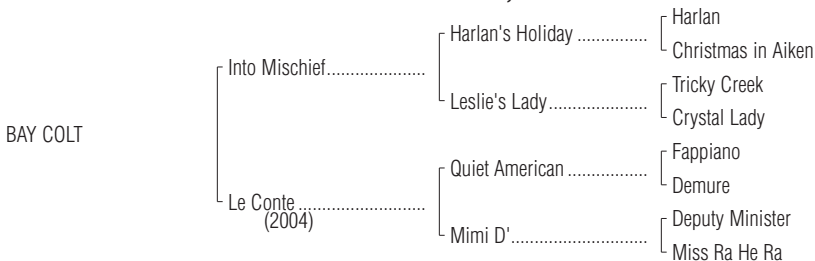 Harlan
Harlan's Holiday ...............
Christmas in Aiken
Into Mischief.....................
Tricky Creek
Leslie's Lady.....................
Crystal Lady
BAY COLT
Fappiano
Quiet American .................
Demure
Le Conte ...........................
(2004)
Deputy Minister
Mimi D'.............................
Miss Ra He Ra